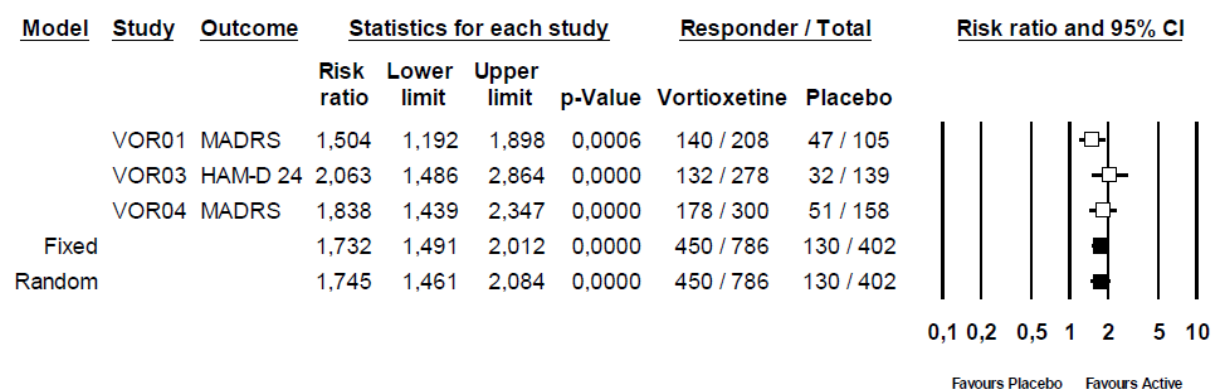 Model Study Outcome Statistics for each study Responder / Total Risk ratio and 95% CI
Risk ratio Lower limit Upper limit p-Value Vortioxetine Placebo
VOR01 MADRS 1,504 1,192 1,898 0,0006 140 / 208 47 / 105
VOR03 HAM-D 24 2,063 1,486 2,864 0,0000 132 / 278 32 / 139
VOR04 MADRS 1,838 1,439 2,347 0,0000 178 / 300 51 / 158
Fixed 1,732 1,491 2,012 0,0000 450 / 786 130 / 402
Random 1,745 1,461 2,084 0,0000 450 / 786 130 / 402
0,1 0,2 0,5 1 2 5 10
Favours Placebo Favours Active